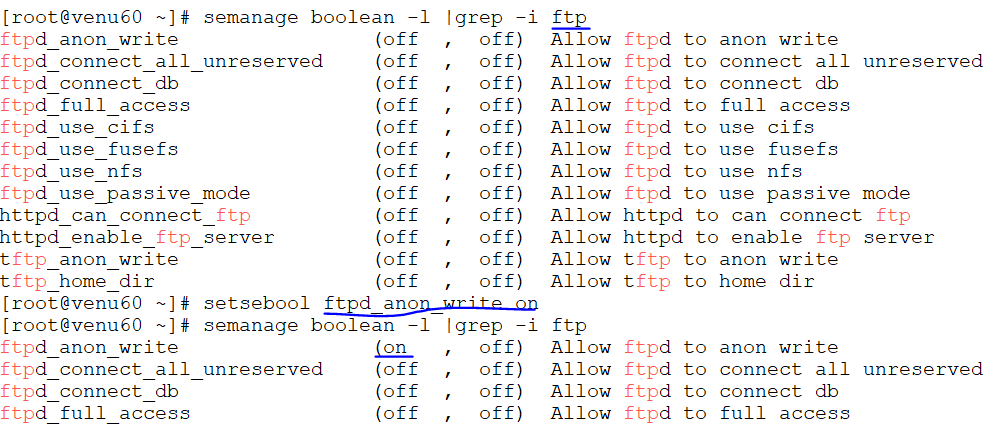 [root@venu60 ~]# semanage boolean -l |grep -i ftp
ftpd_anon_write (off , off) Allow ftpd to anon write
ftpd_connect_all_unreserved (off , off) Allow ftpd to connect all unreserved
ftpd_connect_db (off , off) Allow ftpd to connect db
ftpd_full_access (off , off) Allow ftpd to full access
ftpd_use_cifs (off , off) Allow ftpd to use cifs
ftpd_use_fusefs (off , off) Allow ftpd to use fusefs
ftpd_use_nfs (off , off) Allow ftpd to use nfs
ftpd_use_passive_mode (off , off) Allow ftpd to use passive mode
httpd_can_connect_ftp (off , off) Allow httpd to can connect ftp
httpd_enable_ftp_server (off , off) Allow httpd to enable ftp server
tftp_anon_write (off , off) Allow tftp to anon write
tftp_home_dir (off , off) Allow tftp to home dir
[root@venu60 ~]# setsebool ftpd_anon_write on
[root@venu60 ~]# semanage boolean -l |grep -i ftp
ftpd_anon_write (on , off) Allow ftpd to anon write
ftpd_connect_all_unreserved (off , off) Allow ftpd to connect all unreserved
ftpd_connect_db (off , off) Allow ftpd to connect db
ftpd_full_access (off , off) Allow ftpd to full access